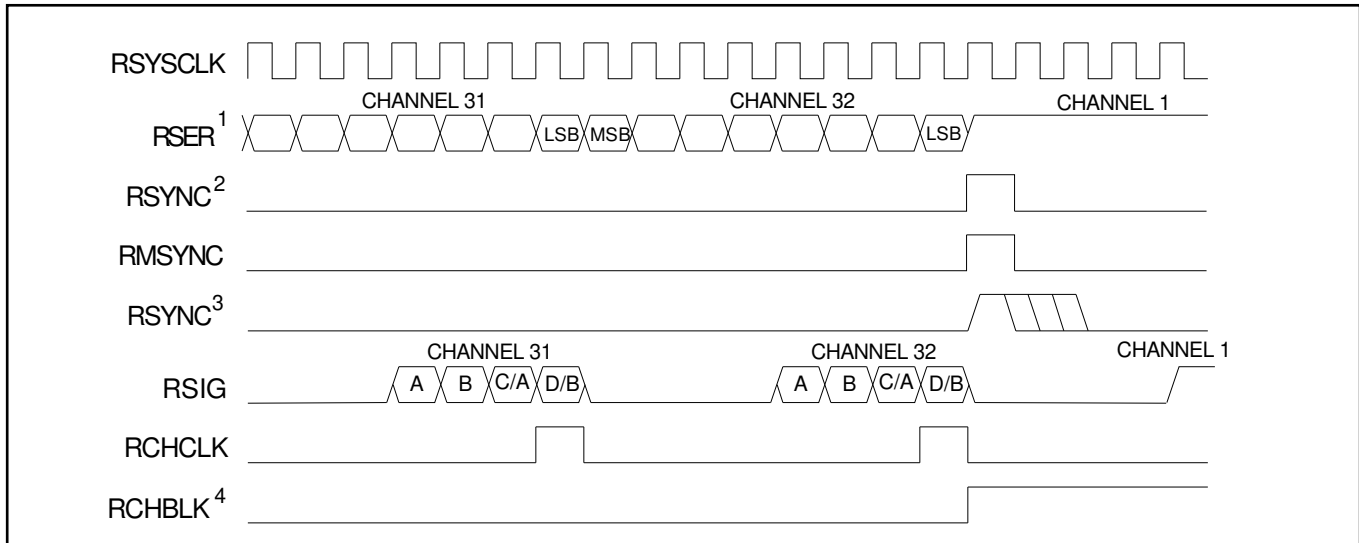 RSYSCLK
CHANNEL 31 CHANNEL 32 CHANNEL 1
RSER1 LSB MSB LSB
RSYNC2
RMSYNC
RSYNC3
CHANNEL 31 CHANNEL 32 CHANNEL 1
RSIG A B C/A D/B A B C/A D/B
RCHCLK
RCHBLK4